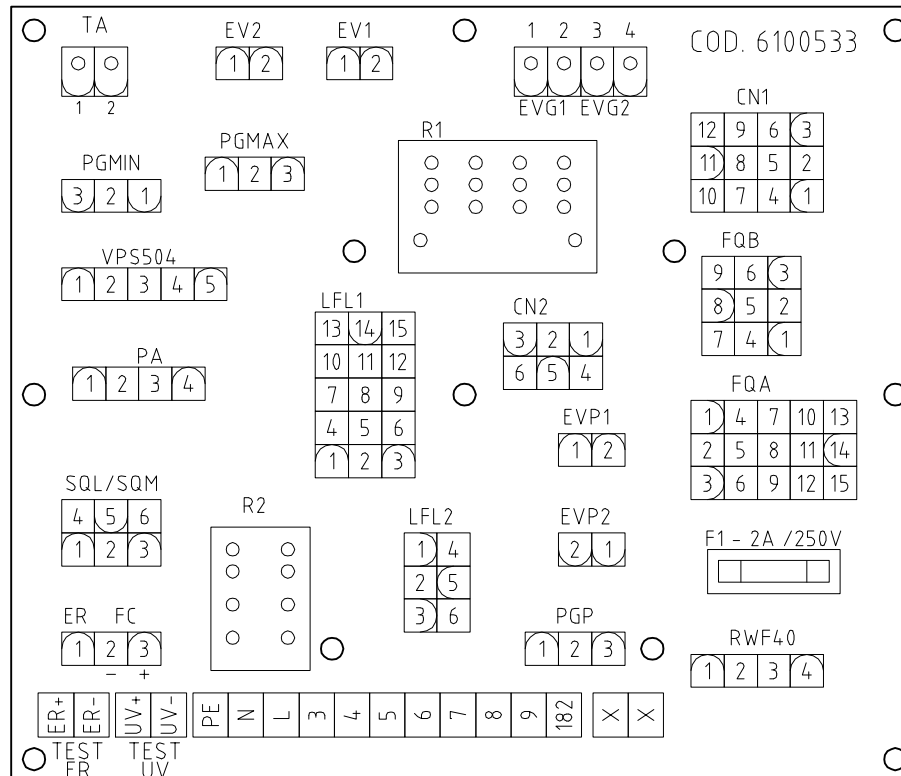 TA
1 2
EV2
1 2
EV1
1 2
1 2 3 4
EVG1 EVG2
COD. 6100533
CN1
12 9 6 3
11 8 5 2
10 7 4 1
PGMIN
3 2 1
PGMAX
1 2 3
R1
VPS504
1 2 3 4 5
FQB
9 6 3
8 5 2
7 4 1
LFL1
13 14 15
10 11 12
7 8 9
4 5 6
1 2 3
CN2
3 2 1
6 5 4
PA
1 2 3 4
FQA
1 4 7 10 13
2 5 8 11 14
3 6 9 12 15
EVP1
1 2
SQL/SQM
4 5 6
1 2 3
R2
LFL2
1 4
2 5
3 6
EVP2
2 1
F1 - 2A /250V
ER FC
1 2 3
- +
PGP
1 2 3
RWF40
1 2 3 4
ER+ ER- UV+ UV- PE N L 3 4 5 6 7 8 9 182 X X
TEST TEST
ER UV